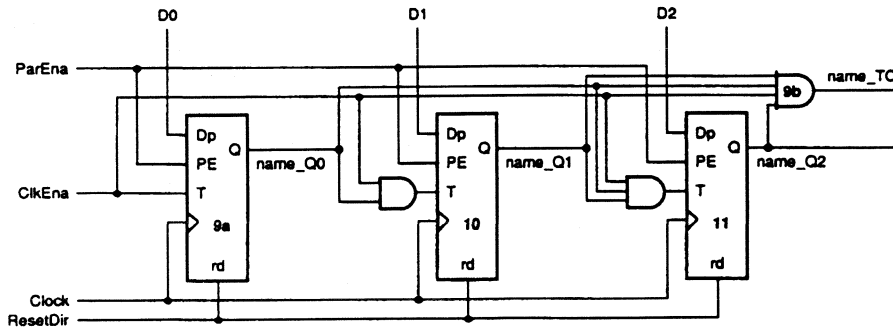 D0 D1 D2
ParEna
9b
name_TC
Dp
PE
Q
T
9a
rd
name_Q0
Dp
PE
Q
T
10
rd
name_Q1
Dp
PE
Q
T
11
rd
name_Q2
ClkEna
Clock
ResetDir